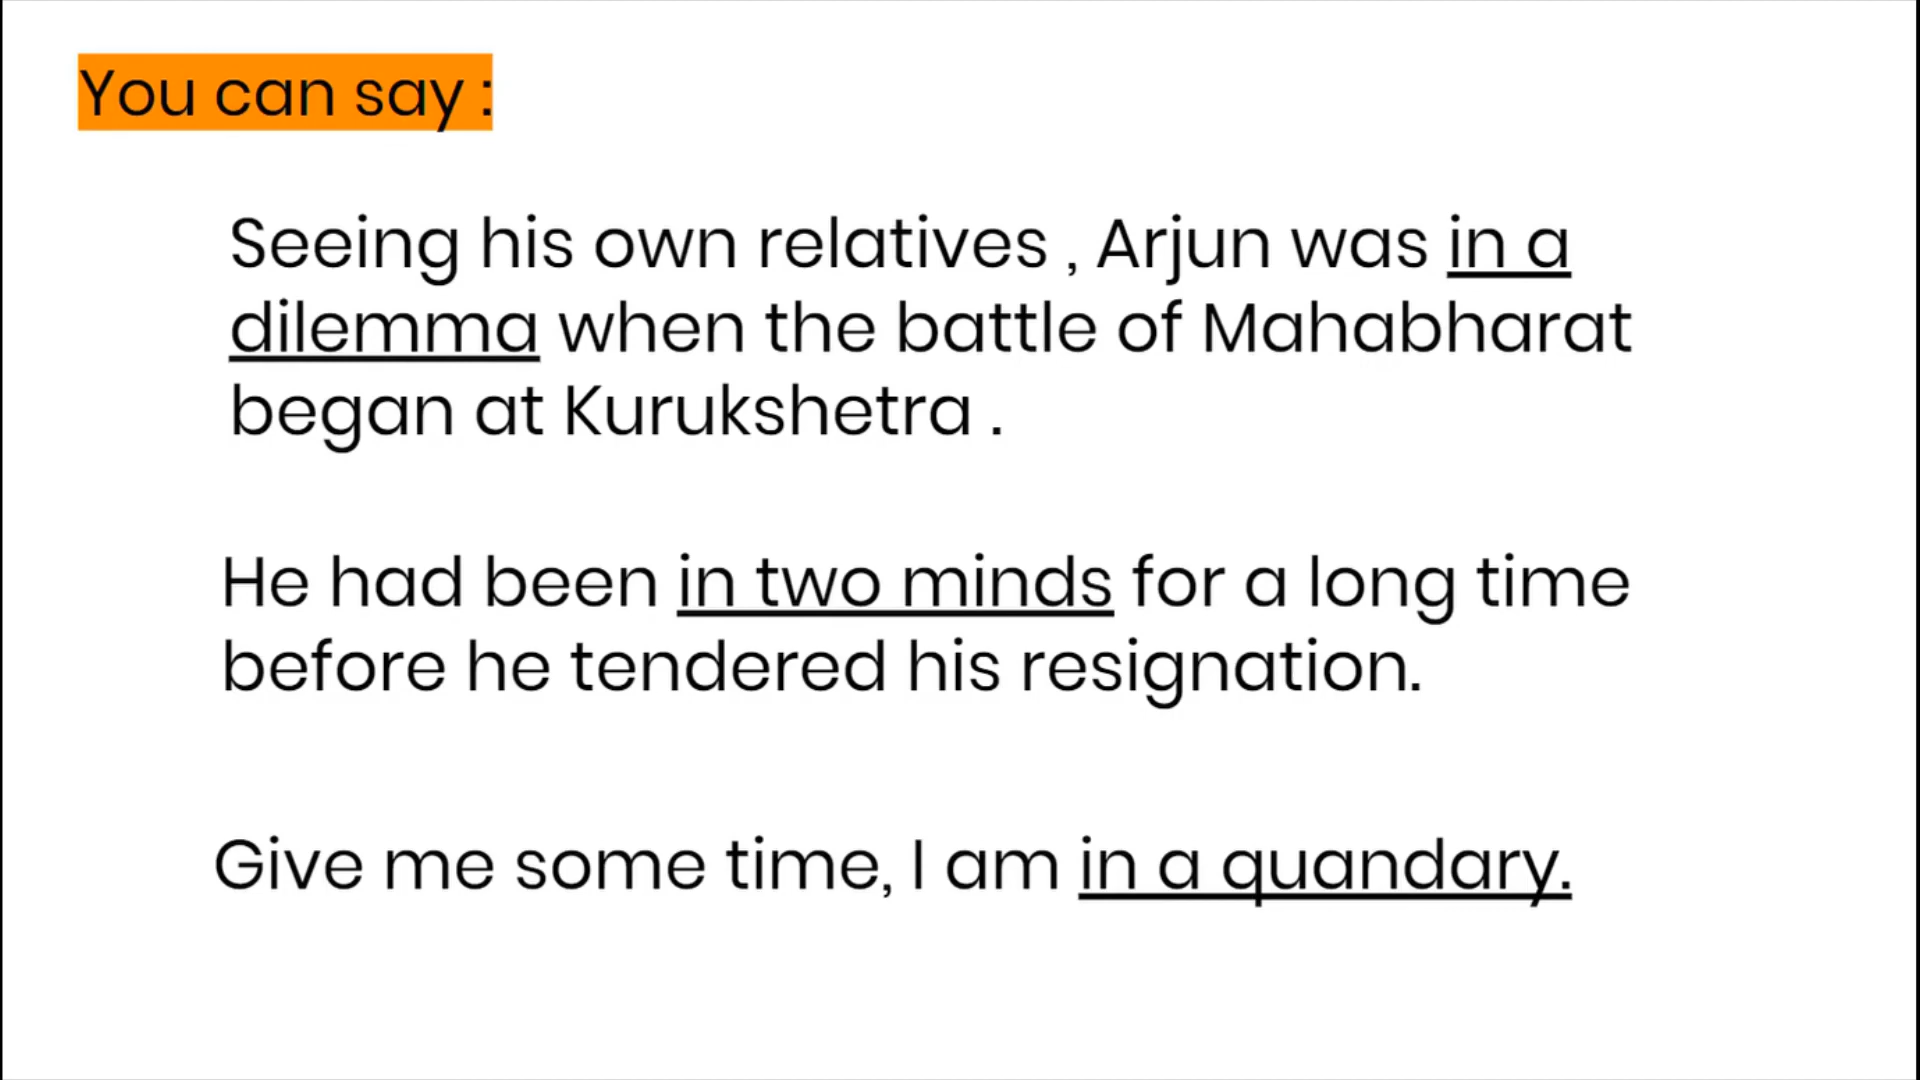 You can say :
Seeing his own relatives , Arjun was in a
dilemma when the battle of Mahabharat
began at Kurukshetra .
He had been in two minds for a long time
before he tendered his resignation.
Give me some time, I am in a quandary.